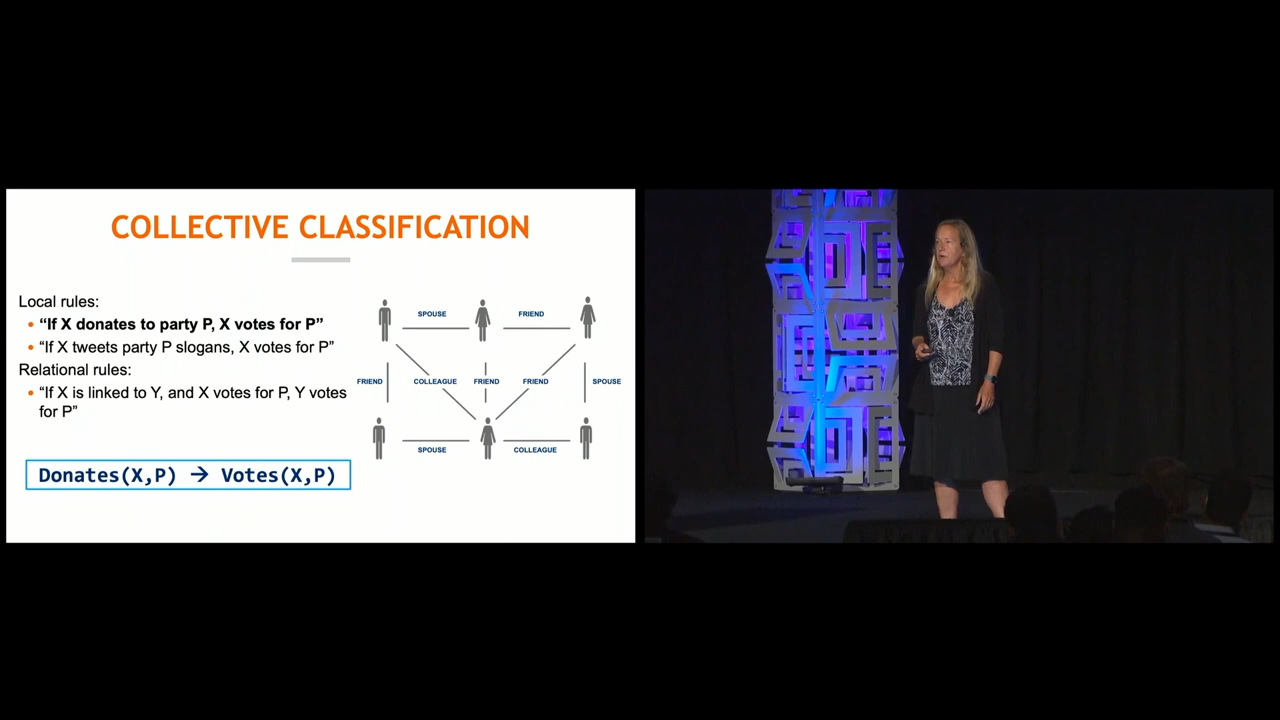 COLLECTIVE CLASSIFICATION
Local rules:
• “If X donates to party P, X votes for P”
• “If X tweets party P slogans, X votes for P”
Relational rules:
• “If X is linked to Y, and X votes for P, Y votes
for P”
Donates(X,P) → Votes(X,P)
SPOUSE
FRIEND
FRIEND
COLLEAGUE
FRIEND
FRIEND
SPOUSE
SPOUSE
COLLEAGUE